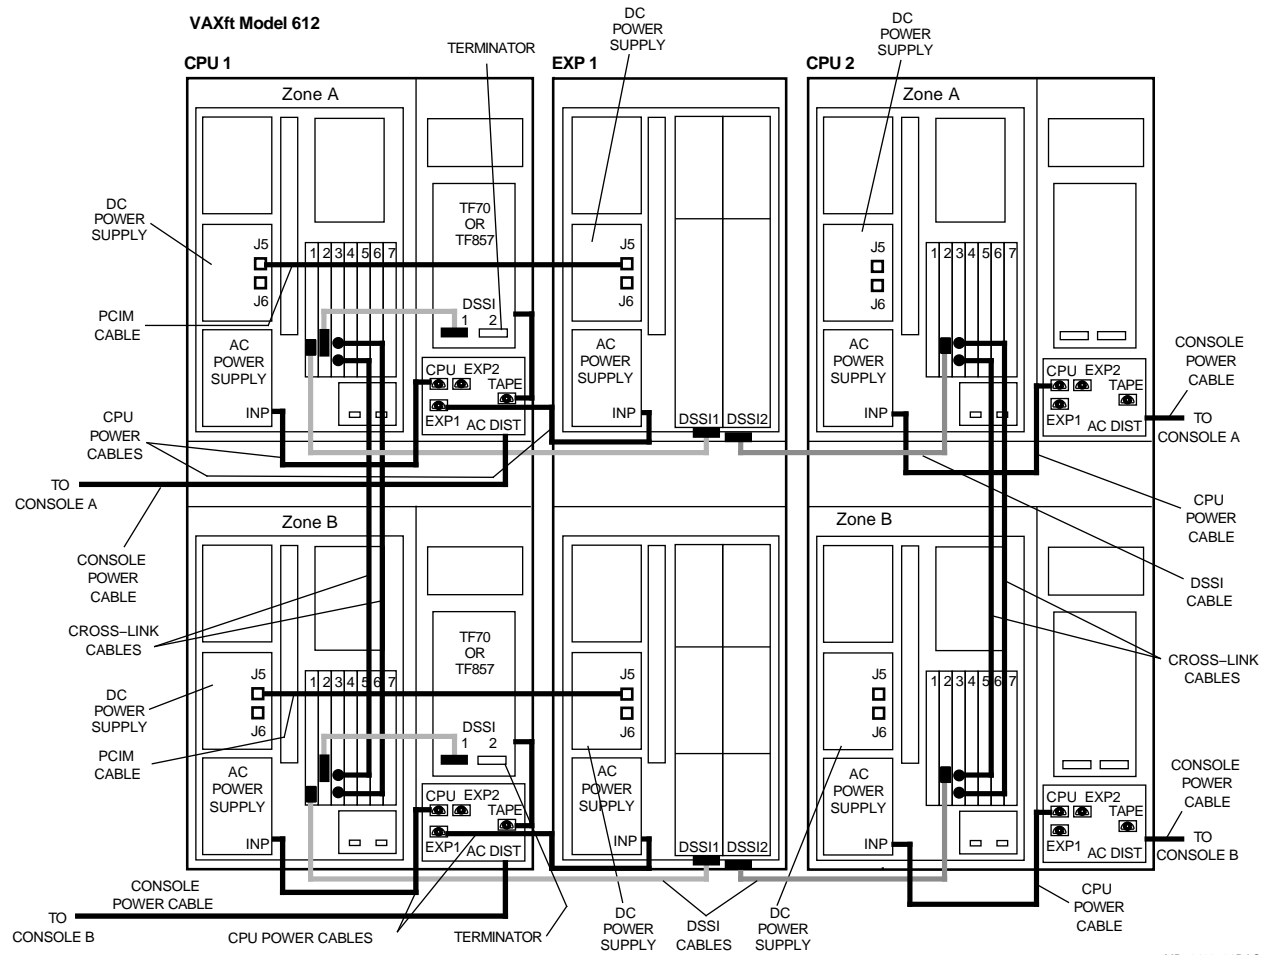 VAXft Model 612
DC
POWER
SUPPLY
DC
POWER
SUPPLY
TERMINATOR
CPU 1
EXP 1
CPU 2
Zone A
Zone A
DC
POWER
SUPPLY
TF70
OR
TF857
J5
J6
1 2 3 4 5 6 7
DSSI
1 2
J5
J6
J5
J6
1 2 3 4 5 6 7
PCIM
CABLE
AC
POWER
SUPPLY
INP
CPU EXP2
TAPE
EXP1 AC DIST
AC
POWER
SUPPLY
INP
DSSI1 DSSI2
AC
POWER
SUPPLY
INP
CPU EXP2
TAPE
EXP1 AC DIST
CONSOLE
POWER
CABLE
TO
CONSOLE A
CPU
POWER
CABLES
TO
CONSOLE A
CPU
POWER
CABLE
CONSOLE
POWER
CABLE
Zone B
Zone B
DSSI
CABLE
CROSS-LINK
CABLES
TF70
OR
TF857
CROSS-LINK
CABLES
DC
POWER
SUPPLY
J5
J6
1 2 3 4 5 6 7
DSSI
1 2
J5
J6
J5
J6
1 2 3 4 5 6 7
PCIM
CABLE
AC
POWER
SUPPLY
INP
CPU EXP2
TAPE
EXP1 AC DIST
AC
POWER
SUPPLY
INP
DSSI1 DSSI2
AC
POWER
SUPPLY
INP
CPU EXP2
TAPE
EXP1 AC DIST
CONSOLE
POWER
CABLE
TO
CONSOLE B
CONSOLE
POWER CABLE
TO
CONSOLE B
CPU POWER CABLES
TERMINATOR
DC
POWER
SUPPLY
DSSI
CABLES
DC
POWER
SUPPLY
CPU
POWER
CABLE